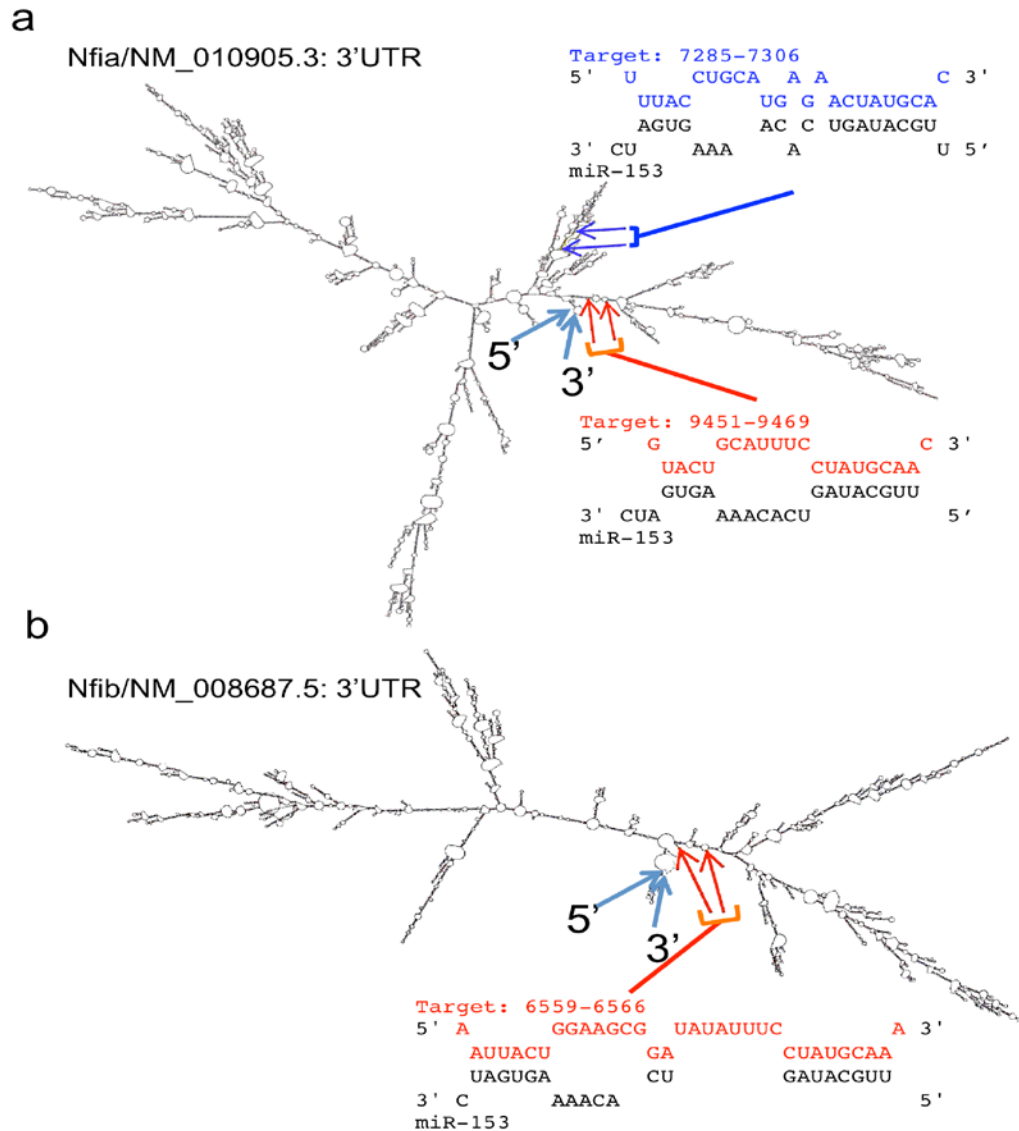 a
Nfia/NM_010905.3: 3'UTR
Target: 7285-7306
5' U CUGCA A A C 3'
UUAC UG G ACUAUGCA
AGUG AC C UGAUACGU
3' CU AAA A U 5'
miR-153
5'
3'
Target: 9451-9469
5' G GCAUUUC C 3'
UACU CUAUGCAA
GUGA GAUACGUU
3' CUA AAACACU 5'
miR-153
b
Nfib/NM_008687.5: 3'UTR
5'
3'
Target: 6559-6566
5' A GGAAGCG UAUAUUUC A 3'
AUUACU GA CUAUGCAA
UAGUGA CU GAUACGUU
3' C AAACA 5'
miR-153